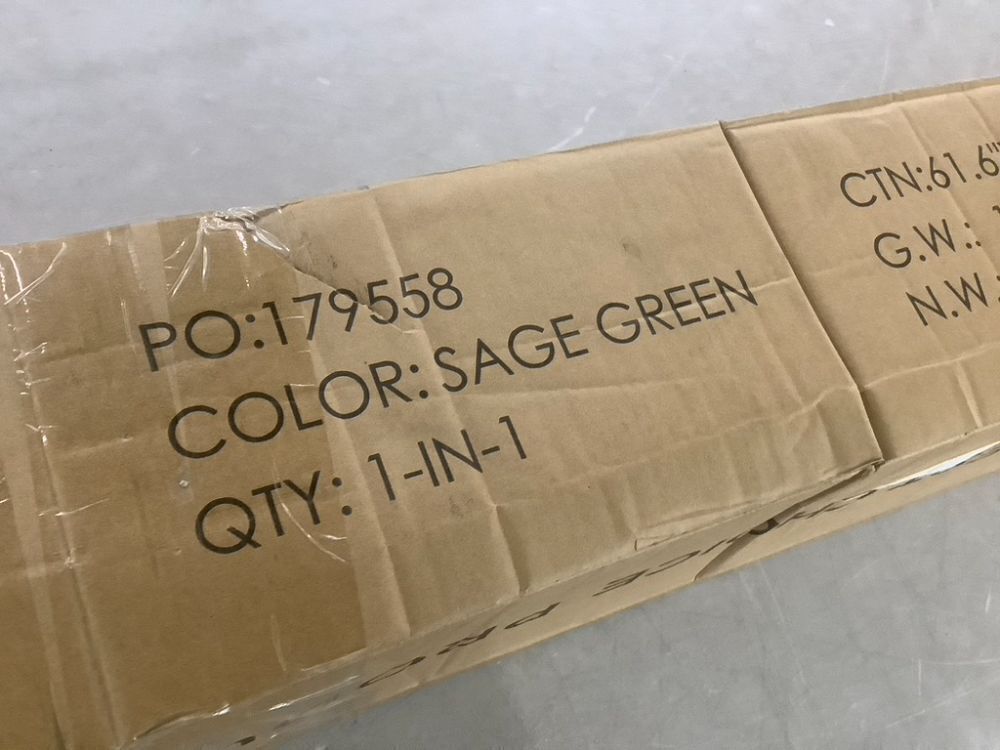 PO:179558
COLOR: SAGE GREEN
QTY: 1-IN-1
CTN:61.6"
G.W.:
N.W.: